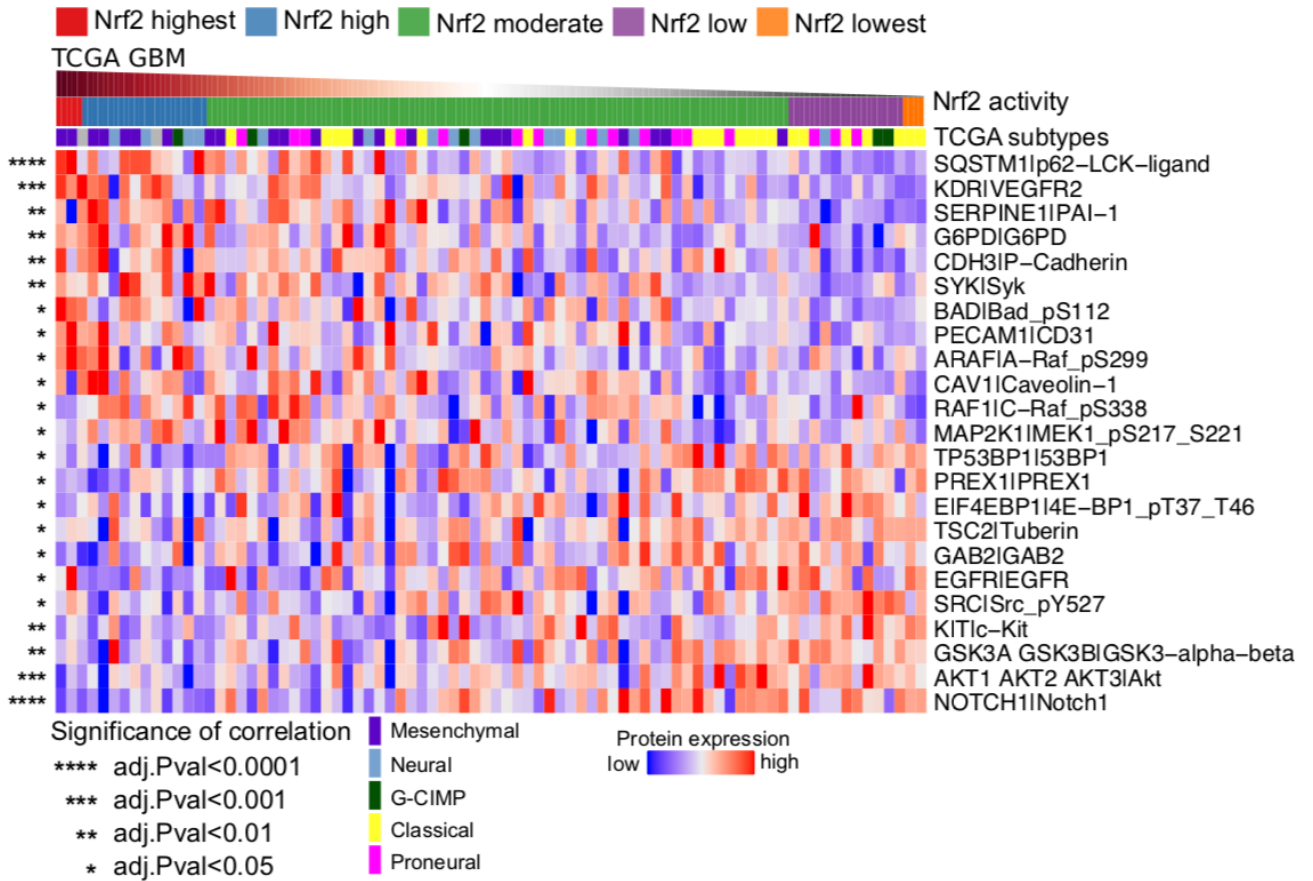 Nrf2 highest Nrf2 high Nrf2 moderate Nrf2 low Nrf2 lowest
TCGA GBM
Nrf2 activity
TCGA subtypes
**** SQSTM1|p62−LCK−ligand
*** KDR|VEGFR2
** SERPINE1|PAI−1
** G6PD|G6PD
** CDH3|P−Cadherin
** SYK|Syk
* BAD|Bad_pS112
* PECAM1|CD31
* ARAF|A−Raf_pS299
* CAV1|Caveolin−1
* RAF1|C−Raf_pS338
* MAP2K1|MEK1_pS217_S221
* TP53BP1|53BP1
* PREX1|PREX1
* EIF4EBP1|4E−BP1_pT37_T46
* TSC2|Tuberin
* GAB2|GAB2
* EGFR|EGFR
* SRC|Src_pY527
** KIT|c−Kit
** GSK3A GSK3B|GSK3−alpha−beta
*** AKT1 AKT2 AKT3|Akt
**** NOTCH1|Notch1
Significance of correlation
**** adj.Pval<0.0001
*** adj.Pval<0.001
** adj.Pval<0.01
* adj.Pval<0.05
Mesenchymal
Neural
G-CIMP
Classical
Proneural
Protein expression
low high